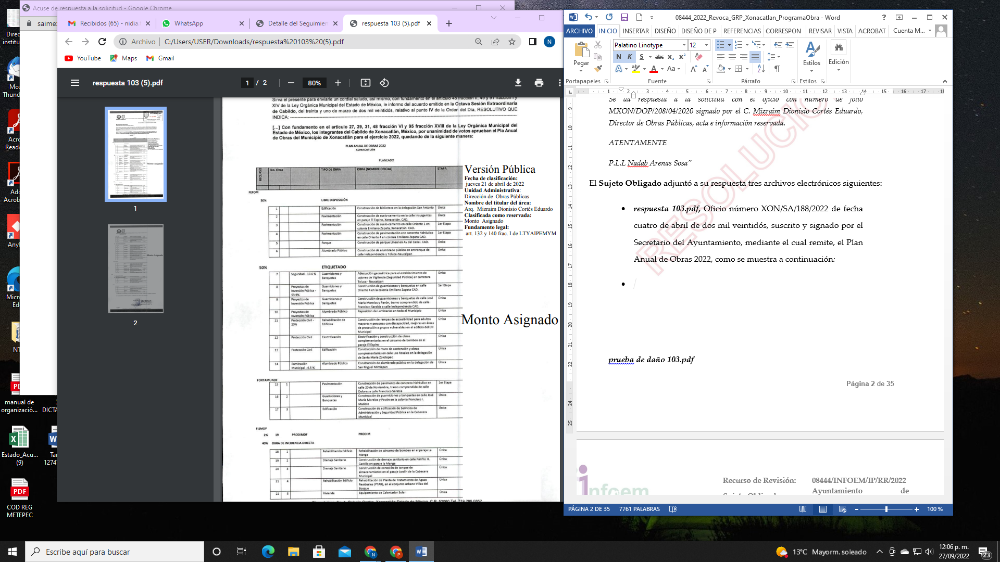 Acuse de respuesta a la solicitud - Google Chrome
saimex
Recibidos (65) - nidia.
WhatsApp
Detalle del Seguimien
respuesta 103 (5).pdf
Archivo
C:/Users/USER/Downloads/respuesta%20103%20(5).pdf
YouTube
Maps
Gmail
respuesta 103 (5).pdf
1 / 2
80%
1
2
Sirva el presente para enviarle un cordial saludo, así mismo, con fundamento en el artículo 48 fracción II, 49 y 91 fracción I y
XIV de la Ley Orgánica Municipal del Estado de México, le informo del acuerdo emitido en la Octava Sesión Extraordinaria
de Cabildo, del treinta y uno de marzo de dos mil veintidós, relativo al punto IV de la Orden del Día, RESOLUTIVO QUE
INDICA:
[...] Con fundamento en el artículo 27, 29, 31, 48 fracción VI y 95 fracción XVIII de la Ley Orgánica Municipal del
Estado de México, los integrantes del Cabildo de Xonacatlán, México, por unanimidad de votos aprueban el Pla Anual
de Obras del Municipio de Xonacatlán para el ejercicio 2022, quedando de la siguiente manera:
PLAN ANUAL DE OBRAS 2022
XONACATLÁN
PLANEADO
RECURSO No. Obra TIPO DE OBRA OBRA (NOMBRE OFICIAL) ETAPA
FEFOM
50% LIBRE DISPOSICIÓN
1 Edificación Construcción de Biblioteca en la delegación San Antonio Única
2 Pavimentación Construcción de suelo-cemento en la calle Insurgentes en paraje El Espino, Xonacatlán. CAD. Única
3 Pavimentación Construcción de suelo-cemento en calle Oriente 1 en colonia Emiliano Zapata, Xonacatlán. CAD. 1er Etapa
4 Pavimentación Construcción de pavimentación con concreto hidráulico en calle Oriente 4 en colonia Emiliano Zapata CAD. 1er Etapa
5 Parque Construcción de parque Lineal en Av del Canal. CAD. Única
6 Alumbrado Público Construcción de alumbrado público en entronque de calle Independencia y Toluca-Naucalpan Única
50% ETIQUETADO
7 Seguridad - 19.6 % Guarniciones y Banquetas Adecuación geométrica para el establecimiento de cajones de Vigilancia (Seguridad Pública) en carretera Toluca - Naucalpan Única
8 Proyectos de Inversión Pública - 53.9% Guarniciones y Banquetas Construcción de guarniciones y banquetas en calle Oriente 4 en la colonia Emiliano Zapata CAD. 1er Etapa
9 Proyectos de Inversión Pública Guarniciones y Banquetas Construcción de guarniciones y banquetas de calle José María Morelos y Pavón, tramo comprendido de calle Francisco Sarabia a calle Independencia CAD. Única
10 Proyectos de Inversión Pública Alumbrado Público Reposición de Luminarias en todo el Municipio Única
11 Protección Civil - 20% Rehabilitación de Edificios Construcción de rampas de accesibilidad para adultos mayores y personas con discapacidad, mejoras en áreas de protección a grupos vulnerables en el edificio del DIF Municipal Única
12 Protección Civil Electrificación Electrificación y construcción de obras complementarias en el cárcamo de bombeo en el paraje El Espino Única
13 Protección Civil Edificación Construcción de muro de contención y obras complementarias en calle Los Rosales en la delegación de Santa María Zolotepec Única
14 Iluminación Municipal - 6.5 % Alumbrado Público Construcción de alumbrado público en la delegación de San Miguel Mimiapan Única
FORTAMUNDF
15 1 Pavimentación Construcción de pavimento de concreto hidráulico en calle 20 de Noviembre, tramo comprendido de calle Dolores a calle Francisco Sarabia 1er Etapa
16 2 Guarniciones y Banquetas Construcción de guarniciones y banquetas en calle José María Morelos y Pavón en la colonia Francisco I. Madero Única
17 3 Edificación Construcción de edificación de Servicios de Administración y Seguridad Pública en la Cabecera Municipal Única
FISMDF
2% 19 PRODIMDF PRODIM
40% OBRA DE INCIDENCIA DIRECTA
18 1 Rehabilitación Edificio Rehabilitación de cárcamo de bombeo en el paraje La Manga Única
19 2 Drenaje Sanitario Construcción de drenaje sanitario en calle Pánfilo H. Castillo en paraje la Manga Única
20 3 Drenaje Sanitario Construcción de conexión de tanque de almacenamiento en el paraje Jardín de la Cabecera Municipal Única
21 4 Rehabilitación Edificio Rehabilitación de Planta de Tratamiento de Aguas Residuales (PTAR), en el conjunto urbano Villas del Bosque Única
22 5 Vivienda Equipamiento de Calentador Solar Única
Versión Pública
Fecha de clasificación:
jueves 21 de abril de 2022
Unidad Administrativa:
Dirección de Obras Públicas
Nombre del titular del área:
Arq. Mizraim Dionisio Cortés Eduardo
Clasificada como reservada:
Monto Asignado
Fundamento legal:
art. 132 y 140 frac. I de LTYAIPEMYM
Monto Asignado
08444_2022_Revoca_GRP_Xonacatlan_ProgramaObra - Word
ARCHIVO INICIO INSERTAR DISEÑO DISEÑO DE P REFERENCIAS CORRESPON REVISAR VISTA ACROBAT Cuenta M...
Palatino Linotype 12
Pegar
N K S abc x₂ x²
Estilos
Edición
Portapapeles Fuente Párrafo Estilos
Se da respuesta a la solicitud con el oficio con número de folio
MXON/DOP/208/04/2020 signado por el C. Mizraim Dionisio Cortés Eduardo,
Director de Obras Públicas, acta e información reservada.
ATENTAMENTE
P.L.L Nadab Arenas Sosa”
El Sujeto Obligado adjuntó a su respuesta tres archivos electrónicos siguientes:
• respuesta 103.pdf, Oficio número XON/SA/188/2022 de fecha
cuatro de abril de dos mil veintidós, suscrito y signado por el
Secretario del Ayuntamiento, mediante el cual remite, el Plan
Anual de Obras 2022, como se muestra a continuación:
• /
prueba de daño 103.pdf
Página 2 de 35
RESOLUCIO
infoem
Recurso de Revisión: 08444/INFOEM/IP/RR/2022
Ayuntamiento de
PÁGINA 2 DE 35 7761 PALABRAS 100 %
manual de
organizació...
Estado_Acu...
(9)
COD REG
METEPEC
Escribe aquí para buscar
13°C Mayorm. soleado
12:06 p. m.
27/09/2022
23